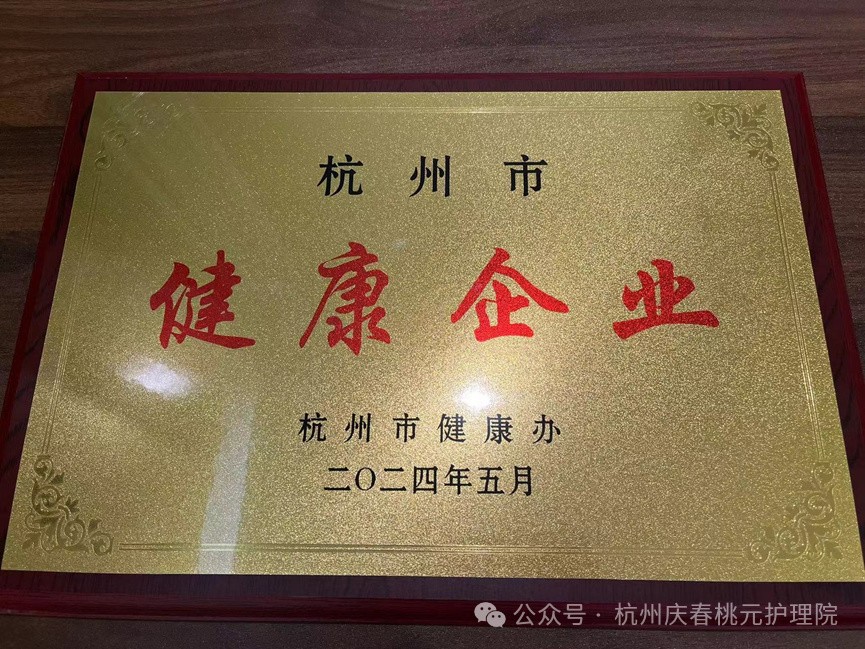 杭州市
健康企业
杭州市健康办
二〇二四年五月
公众号·杭州庆春桃元护理院